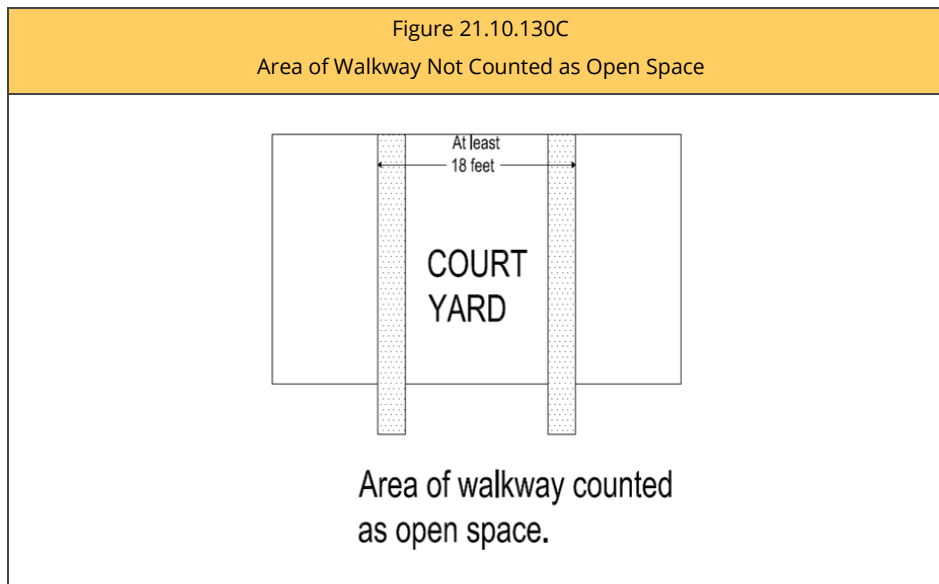 Figure 21.10.130C
Area of Walkway Not Counted as Open Space
At least
18 feet
COURT
YARD
Area of walkway counted
as open space.